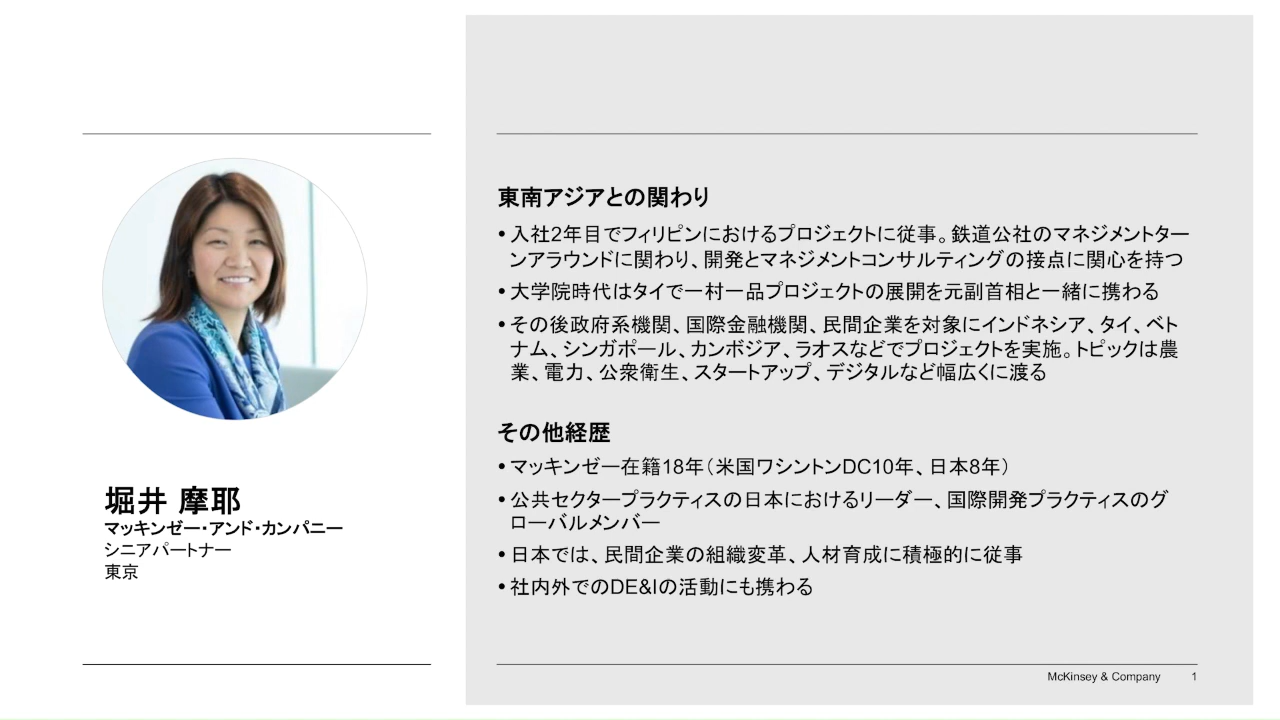 堀井 摩耶
マッキンゼー・アンド・カンパニー
シニアパートナー
東京
東南アジアとの関わり
• 入社2年目でフィリピンにおけるプロジェクトに従事。鉄道公社のマネジメントター
ンアラウンドに関わり、開発とマネジメントコンサルティングの接点に関心を持つ
• 大学院時代はタイで一村一品プロジェクトの展開を元副首相と一緒に携わる
• その後政府系機関、国際金融機関、民間企業を対象にインドネシア、タイ、ベト
ナム、シンガポール、カンボジア、ラオスなどでプロジェクトを実施。トピックは農
業、電力、公衆衛生、スタートアップ、デジタルなど幅広くに渡る
その他経歴
• マッキンゼー在籍18年（米国ワシントンDC10年、日本8年）
• 公共セクタープラクティスの日本におけるリーダー、国際開発プラクティスのグ
ローバルメンバー
• 日本では、民間企業の組織変革、人材育成に積極的に従事
• 社内外でのDE&Iの活動にも携わる
McKinsey & Company 1